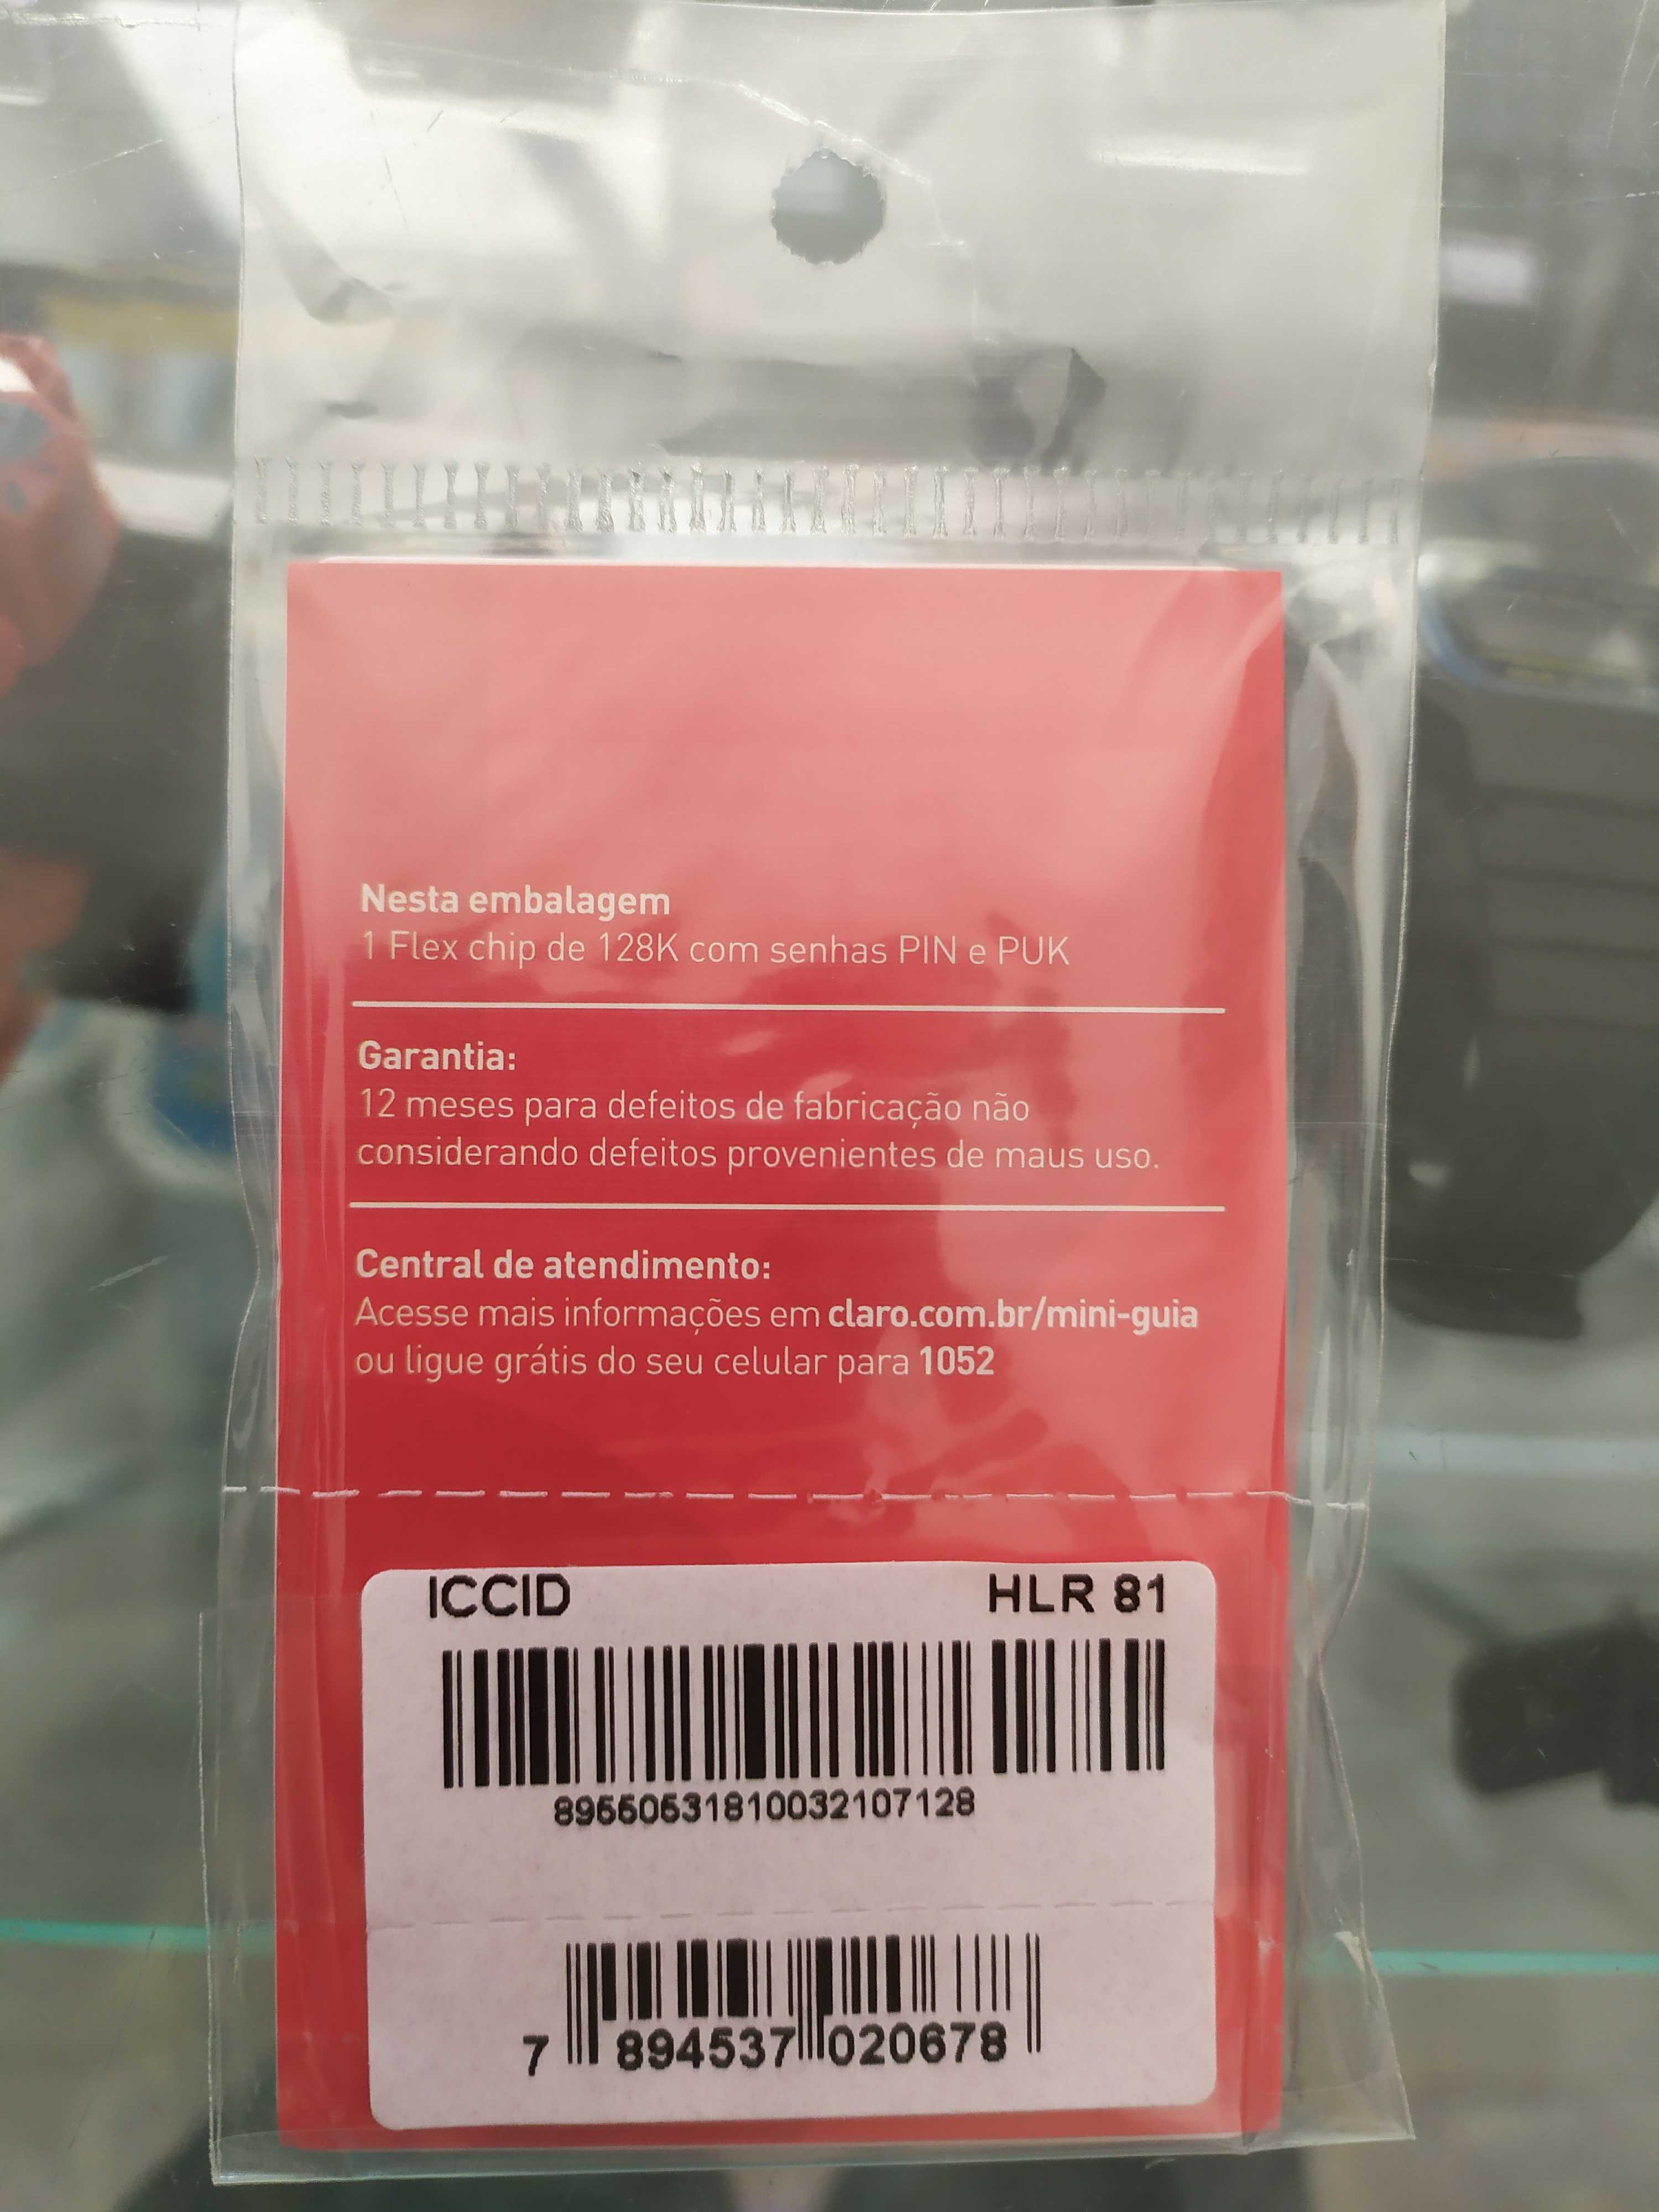 Nesta embalagem
1 Flex chip de 128K com senhas PIN e PUK
Garantia:
12 meses para defeitos de fabricação não
considerando defeitos provenientes de maus uso.
Central de atendimento:
Acesse mais informações em claro.com.br/mini-guia
ou ligue grátis do seu celular para 1052
ICCID HLR 81
89550531810032107128
7 894537 020678